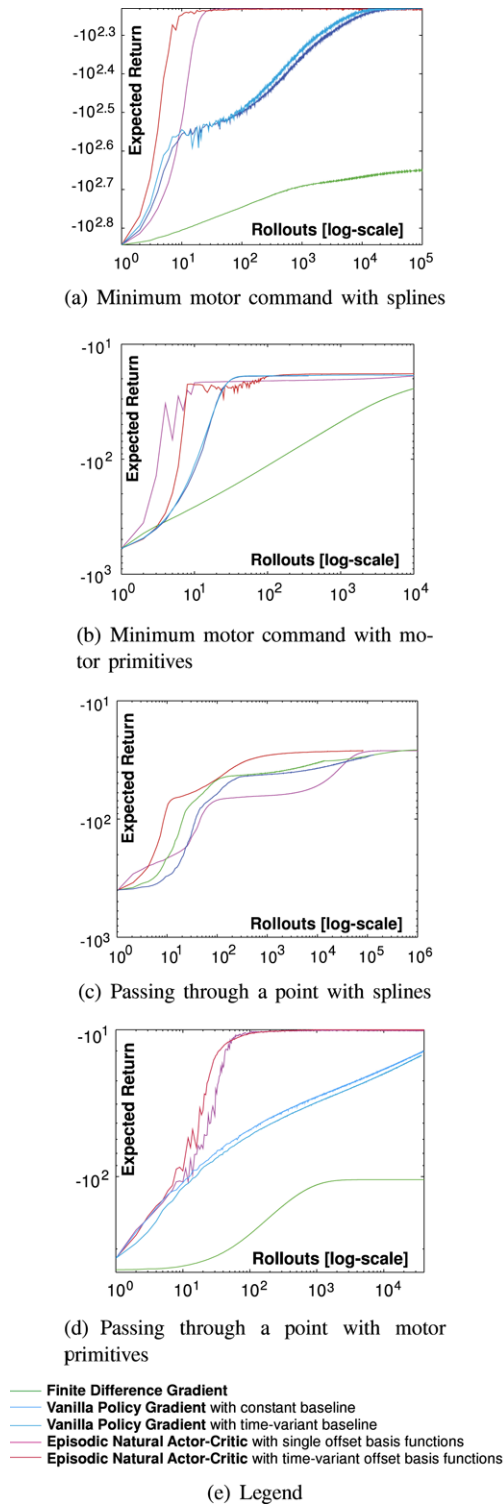 -10^2.3
-10^2.4
-10^2.5
-10^2.6
-10^2.7
-10^2.8
Expected Return
Rollouts [log-scale]
10^0 10^1 10^2 10^3 10^4 10^5
(a) Minimum motor command with splines
-10^1
-10^2
-10^3
Expected Return
Rollouts [log-scale]
10^0 10^1 10^2 10^3 10^4
(b) Minimum motor command with mo-
tor primitives
-10^1
-10^2
-10^3
Expected Return
Rollouts [log-scale]
10^0 10^1 10^2 10^3 10^4 10^5 10^6
(c) Passing through a point with splines
-10^1
-10^2
Expected Return
Rollouts [log-scale]
10^0 10^1 10^2 10^3 10^4
(d) Passing through a point with motor
primitives
Finite Difference Gradient
Vanilla Policy Gradient with constant baseline
Vanilla Policy Gradient with time-variant baseline
Episodic Natural Actor-Critic with single offset basis functions
Episodic Natural Actor-Critic with time-variant offset basis functions
(e) Legend